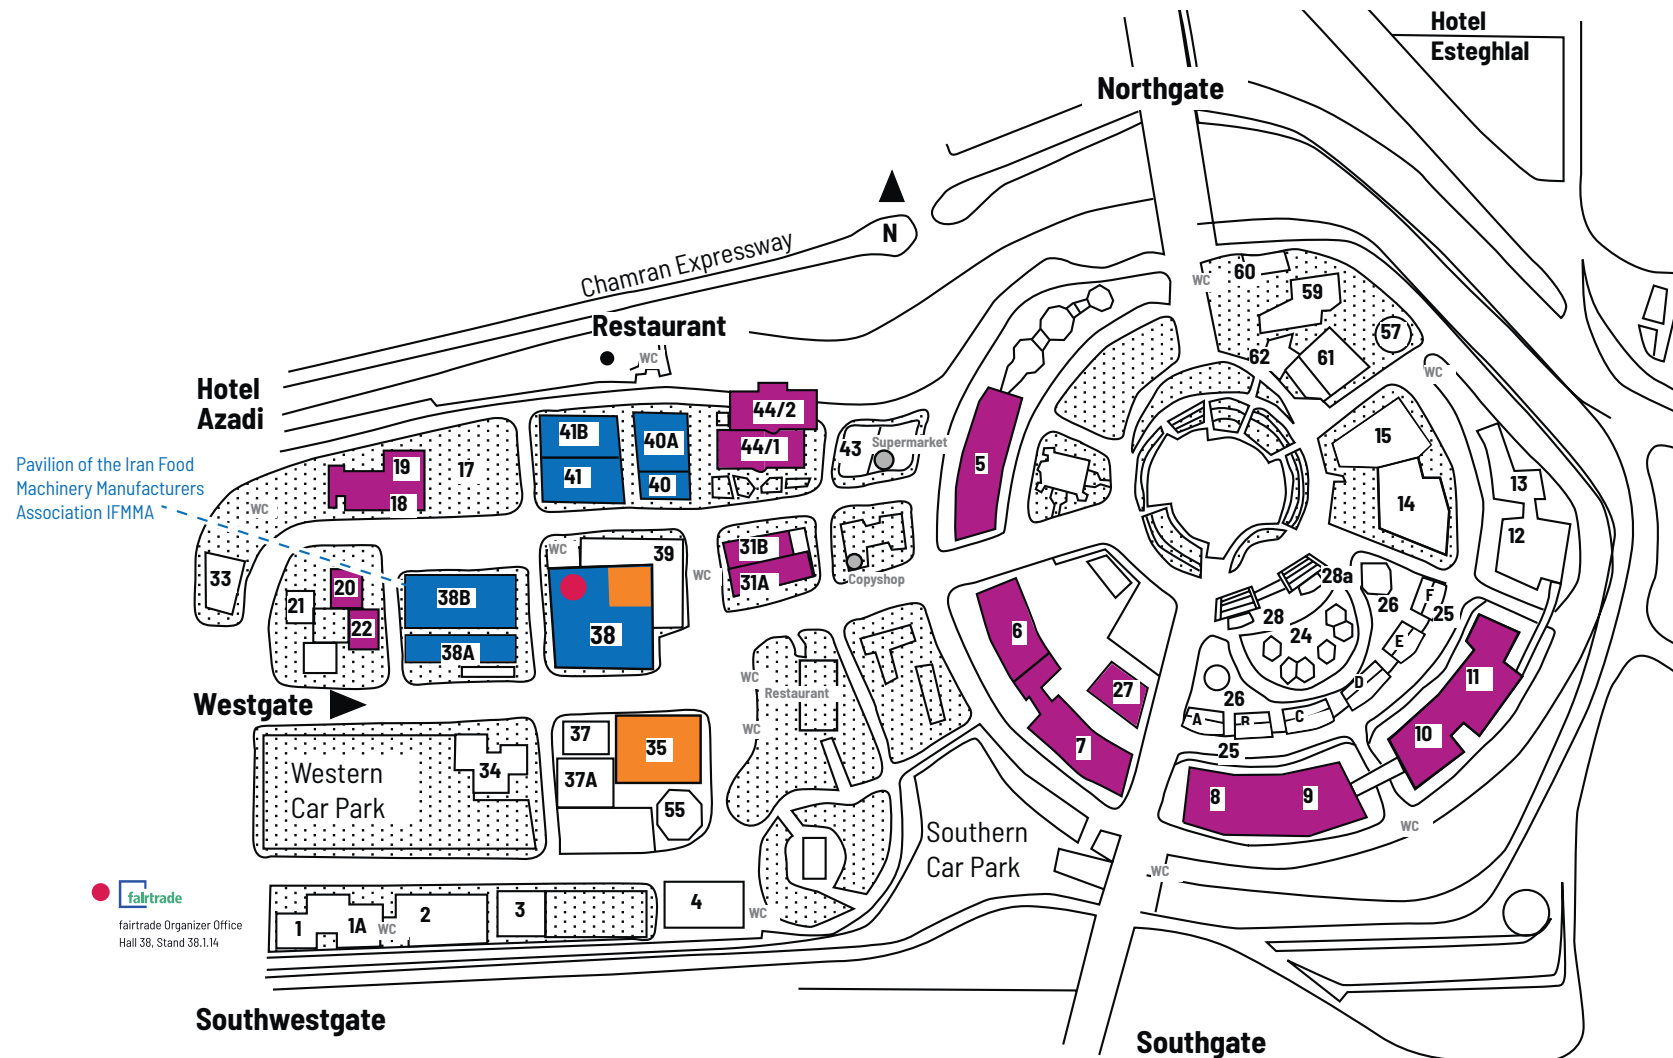 Hotel
Esteghlal
Northgate
N
Chamran Expressway
Restaurant
WC
Hotel
Azadi
Pavilion of the Iran Food
Machinery Manufacturers
Association IFMMA
WC
60
59
57
62
61
WC
44/2
44/1
41B
40A
41
40
43
Supermarket
5
15
14
13
12
19
18
17
WC
33
20
21
22
38B
38A
WC
39
38
31B
31A
WC
Copyshop
6
7
27
28a
28
24
26
F
25
E
D
26
A
B
C
25
11
10
8
9
WC
WC
Westgate
WC
Restaurant
WC
37
35
37A
55
34
Western
Car Park
Southern
Car Park
fairtrade
fairtrade Organizer Office
Hall 38, Stand 38.1.14
1
1A
WC
2
3
4
WC
Southwestgate
Southgate